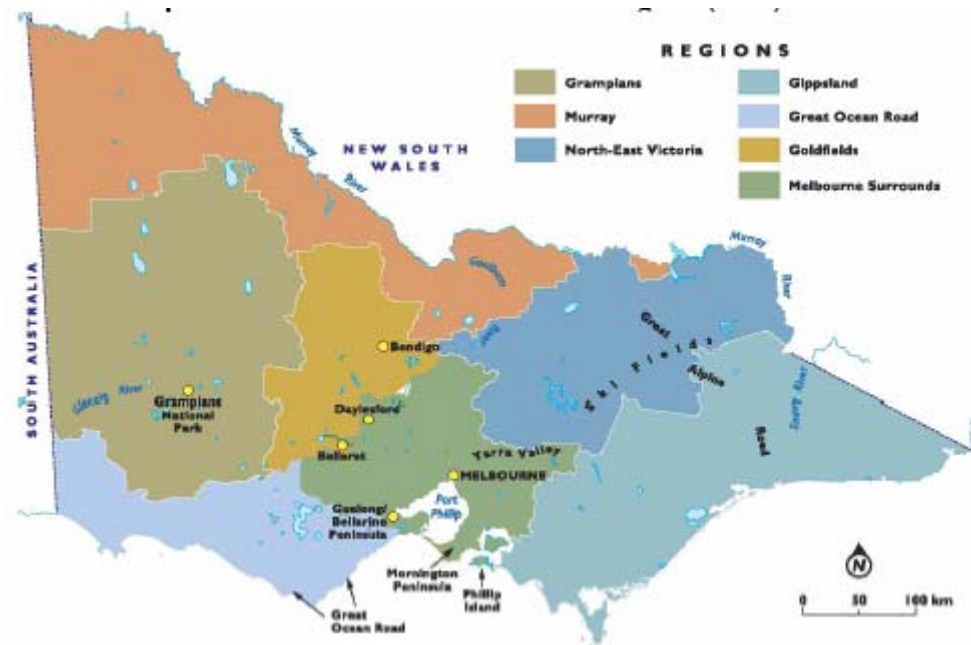 REGIONS
Grampians
Murray
North-East Victoria
Gippsland
Great Ocean Road
Goldfields
Melbourne Surrounds
NEW SOUTH
WALES
Murray
River
SOUTH AUSTRALIA
Goulburn
River
Murray
River
Great
Alpine
Road
Ski Fields
Snowy River
Bendigo
Glenelg River
Grampians
National
Park
Daylesford
Ballarat
Yarra Valley
MELBOURNE
Port
Phillip
Geelong/
Bellarine
Peninsula
Mornington
Peninsula
Phillip
Island
Great
Ocean Road
N
0 50 100 km